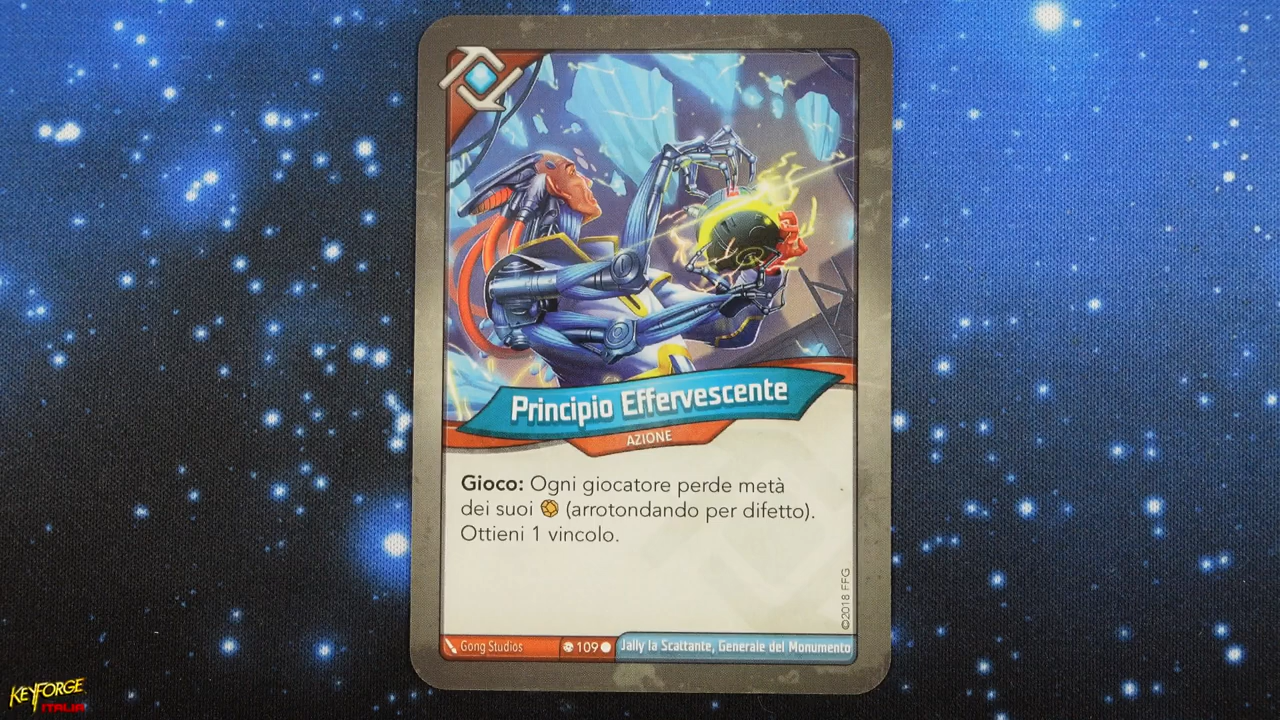 Principio Effervescente
AZIONE
Gioco: Ogni giocatore perde metà
dei suoi (arrotondando per difetto).
Ottieni 1 vincolo.
©2018 FFG
Gong Studios
109
Jally la Scattante, Generale del Monumento
KEYFORGE
ITALIA